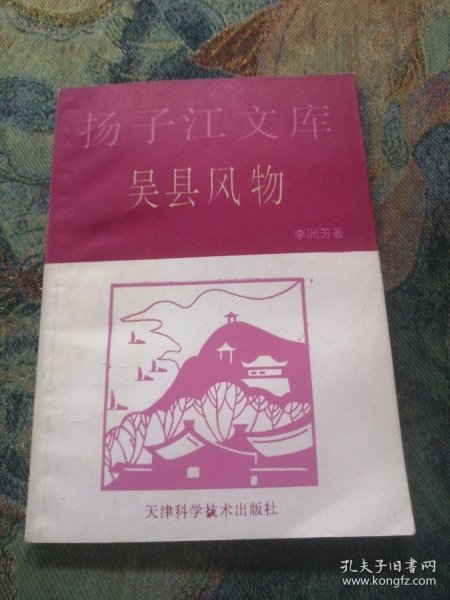 扬子江文库
吴县风物
李洲芳著
天津科学技术出版社
孔夫子旧书网
www.kongfz.com